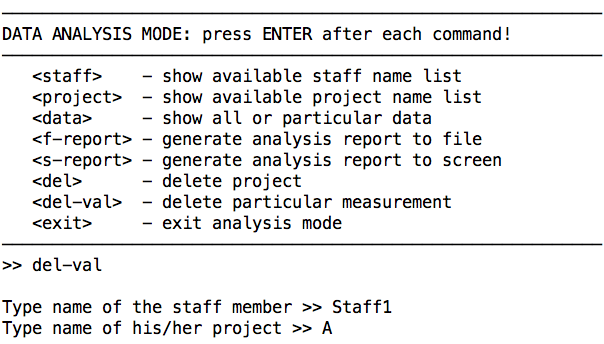 DATA ANALYSIS MODE: press ENTER after each command!
<staff> – show available staff name list
<project> – show available project name list
<data> – show all or particular data
<f-report> – generate analysis report to file
<s-report> – generate analysis report to screen
<del> – delete project
<del-val> – delete particular measurement
<exit> – exit analysis mode
>> del-val
Type name of the staff member >> Staff1
Type name of his/her project >> A